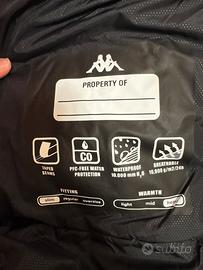 PROPERTY OF
CO
TAPED
SEAMS
PFC-FREE WATER
PROTECTION
WATERPROOF
10.000 mm H₂O
BREATHABLE
10,000 g/m2/24h
FITTING
slim regular oversize
WARMTH
light mid
subito